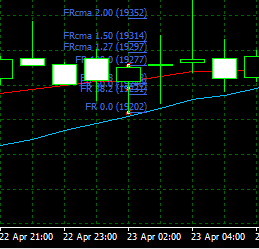 FRcma 2.00 (19352)
FRcma 1.50 (19314)
FRcma 1.27 (19297)
(19277)
FR 0.0 (19202)
22 Apr 21:00 22 Apr 23:00 23 Apr 02:00 23 Apr 04:00